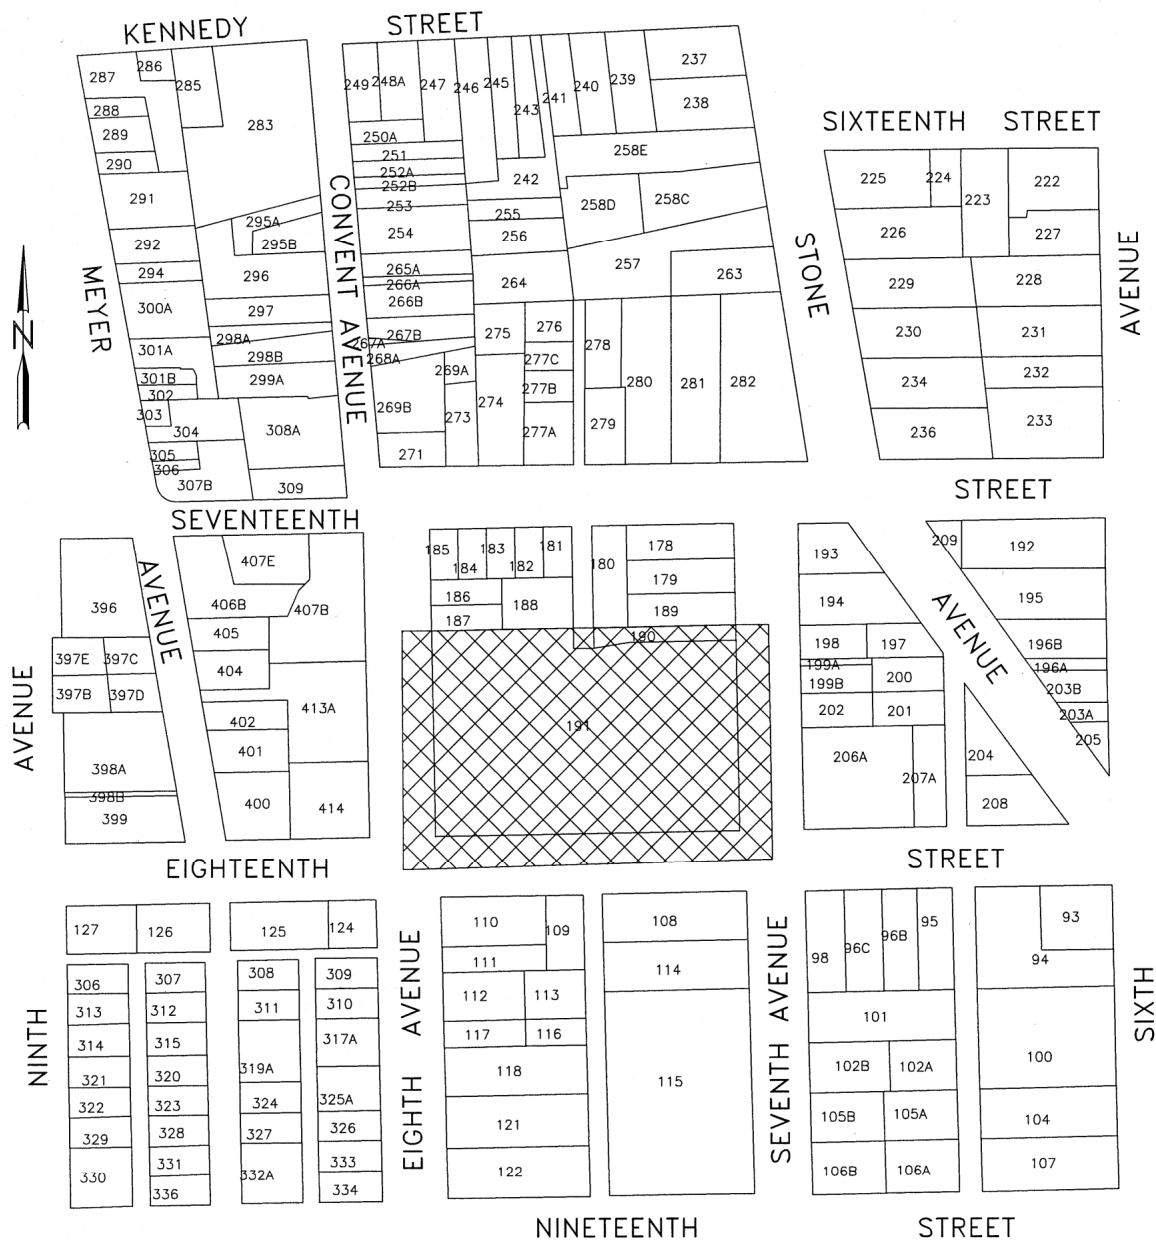 KENNEDY STREET
287 286 285 283 249 248A 247 246 245 243 241 240 239 237
288 238
289 250A 258E
290 251
252A 242
252B
291 295A 253 255 258D 258C
295B 254 256
292
294 296 265A 264 257 263
266A
266B
300A 297
298A 267B 275 276 278
301A 267A
298B 268A 277C
301B 299A 269A 280 281 282
302 277B
303 269B 274
304 308A 273 279
277A
305
306 271
307B 309
MEYER
CONVENT AVENUE
STONE
SIXTEENTH STREET
225 224 223 222
226 227
229 228
230 231
234 232
236 233
AVENUE
STREET
SEVENTEENTH
407E
396 406B 407B
405
397E 397C 404
397B 397D
402 413A
401
398A
398B 400 414
399
AVENUE
AVENUE
185 184 183 182 181 180 178
179
186 188 189
187 190
191
193 209 192
194 195
198 197 196B
199A 196A
199B 200 203B
202 201 203A
206A 204 205
207A 208
AVENUE
EIGHTEENTH STREET
127 126 125 124
306 307 308 309
313 312 311 310
314 315 317A
321 320 319A
322 323 324 325A
329 328 327 326
330 331 332A 333
336 334
NINTH
EIGHTH AVENUE
110 109 108
111
112 113 114
117 116
118 115
121
122
SEVENTH AVENUE
98 96C 96B 95 93
94
101
102B 102A 100
105B 105A 104
106B 106A 107
SIXTH
NINETEENTH STREET
N